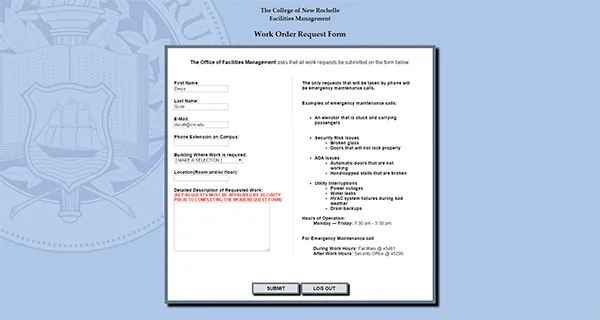 The College of New Rochelle
Facilities Management
Work Order Request Form
The Office of Facilities Management asks that all work requests be submitted on the form below.
First Name:
Darya
Last Name:
Scott
E-Mail:
Phone Extension on Campus:
Building Where Work is required:
[ MAKE A SELECTION ]
Location(Room and/or floor):
Detailed Description of Requested Work:
(KEY REQUESTS MUST BE APPROVED BY SECURITY
PRIOR TO COMPLETING THE WORK REQUEST FORM)
The only requests that will be taken by phone will
be emergency maintenance calls.
Examples of emergency maintenance calls:
An elevator that is stuck and carrying
passengers
Security Risk Issues
Broken glass
Doors that will not lock properly
ADA Issues
Automatic doors that are not
working
Handicapped stalls that are broken
Utility Interruptions
Power outages
Water leaks
HVAC system failures during bad
weather
Drain backups
Hours of Operation:
Monday — Friday: 7:30 am - 3:30 pm
For Emergency Maintenance call:
During Work Hours: Facilities @ x5461
After Work Hours: Security Office @ x5296
SUBMIT
LOG OUT